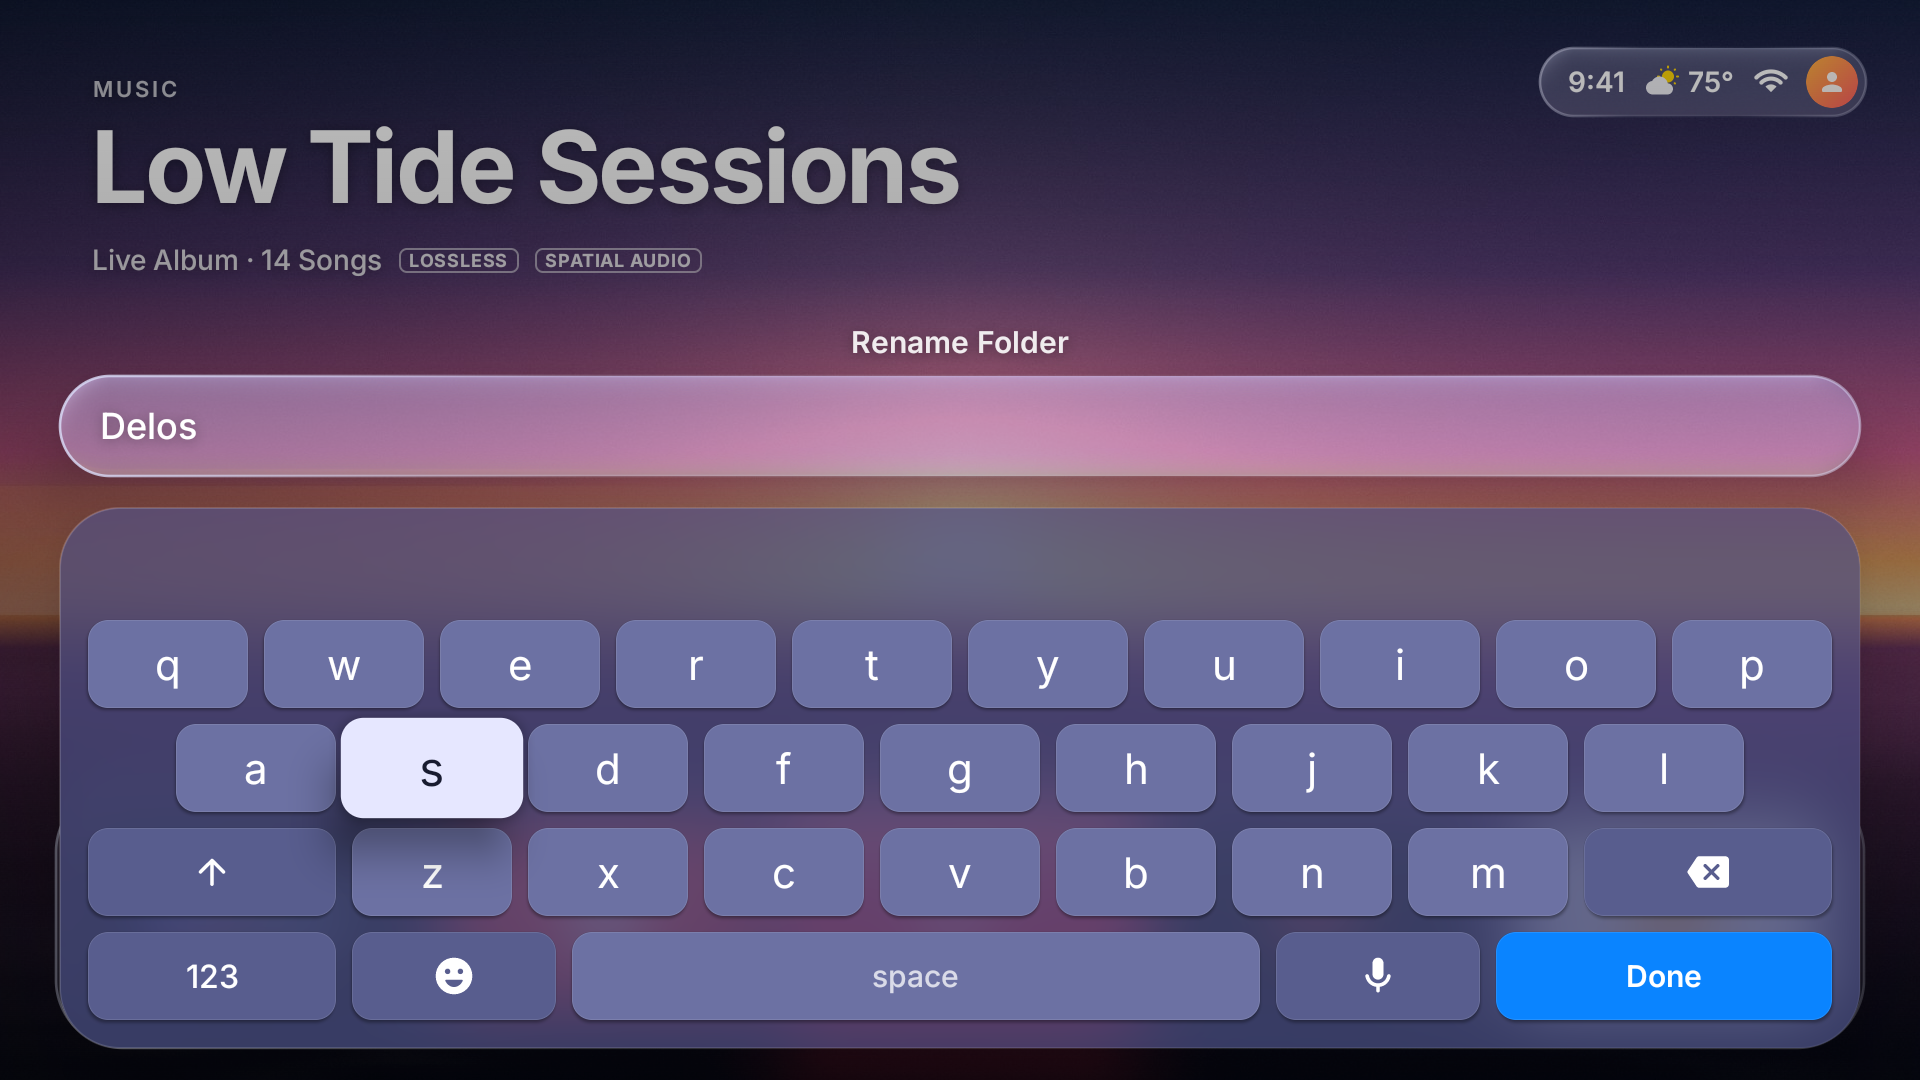 MUSIC
9:41 75°
Low Tide Sessions
Live Album · 14 Songs LOSSLESS SPATIAL AUDIO
Rename Folder
Delos
q w e r t y u i o p
a s d f g h j k l
z x c v b n m
123 space Done